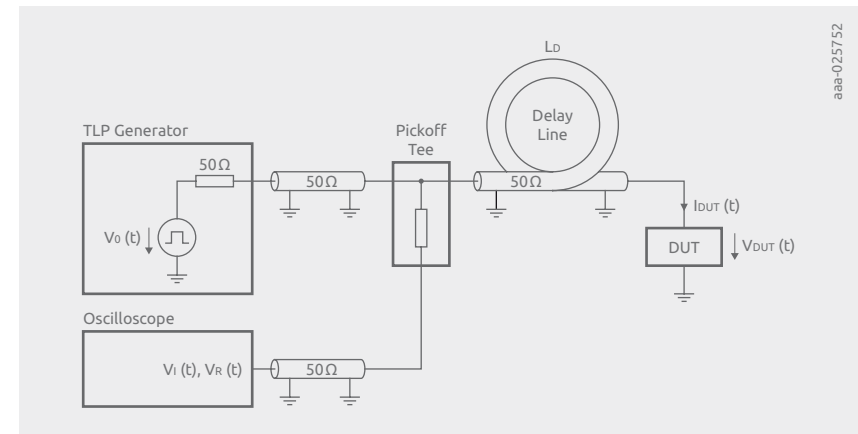 aaa-025752
LD
Delay
Line
TLP Generator
Pickoff
Tee
50Ω
50Ω
50Ω
V0 (t)
IDUT (t)
DUT
VDUT (t)
Oscilloscope
VI (t), VR (t)
50Ω